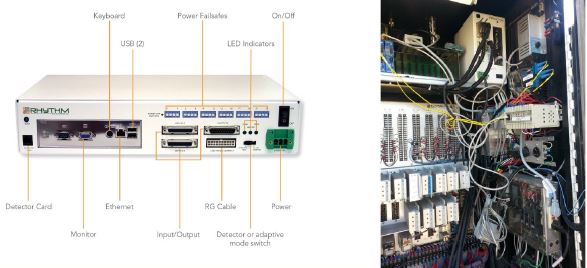 Keyboard
Power Failsafes
On/Off
USB (2)
LED Indicators
RHYTHM
Detector Card
Ethernet
RG Cable
Power
Monitor
Input/Output
Detector or adaptive
mode switch